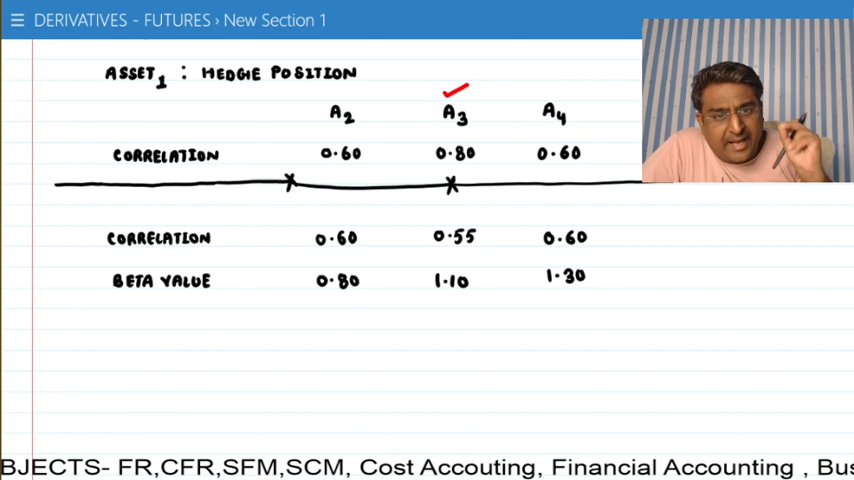 ☰ DERIVATIVES - FUTURES › New Section 1
ASSET1 : HEDGE POSITION
A2 A3 A4
CORRELATION 0.60 0.80 0.60
CORRELATION 0.60 0.55 0.60
BETA VALUE 0.80 1.10 1.30
BJECTS- FR,CFR,SFM,SCM, Cost Accouting, Financial Accounting , Bus